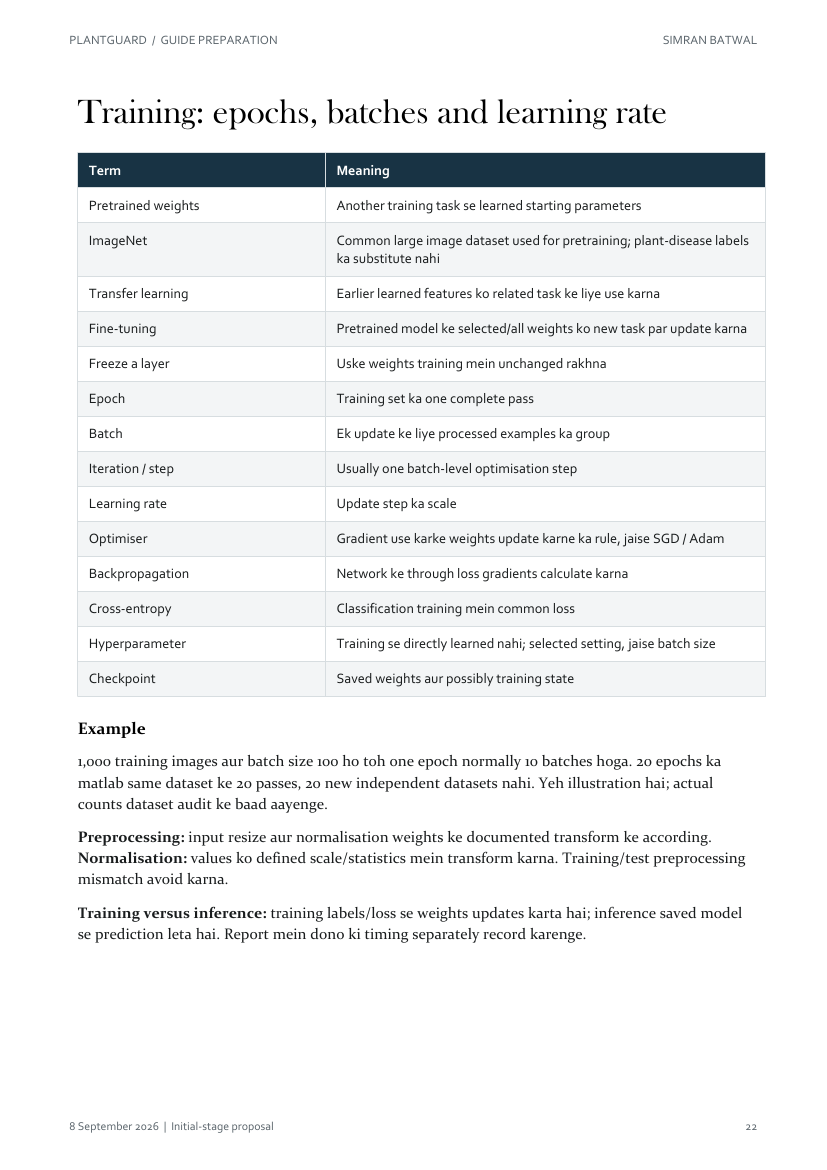 PLANTGUARD / GUIDE PREPARATION
SIMRAN BATWAL
Training: epochs, batches and learning rate
Term
Meaning
Pretrained weights
Another training task se learned starting parameters
ImageNet
Common large image dataset used for pretraining; plant-disease labels
ka substitute nahi
Transfer learning
Earlier learned features ko related task ke liye use karna
Fine-tuning
Pretrained model ke selected/all weights ko new task par update karna
Freeze a layer
Uske weights training mein unchanged rakhna
Epoch
Training set ka one complete pass
Batch
Ek update ke liye processed examples ka group
Iteration / step
Usually one batch-level optimisation step
Learning rate
Update step ka scale
Optimiser
Gradient use karke weights update karne ka rule, jaise SGD / Adam
Backpropagation
Network ke through loss gradients calculate karna
Cross-entropy
Classification training mein common loss
Hyperparameter
Training se directly learned nahi; selected setting, jaise batch size
Checkpoint
Saved weights aur possibly training state
Example
1,000 training images aur batch size 100 ho toh one epoch normally 10 batches hoga. 20 epochs ka
matlab same dataset ke 20 passes, 20 new independent datasets nahi. Yeh illustration hai; actual
counts dataset audit ke baad aayenge.
Preprocessing: input resize aur normalisation weights ke documented transform ke according.
Normalisation: values ko defined scale/statistics mein transform karna. Training/test preprocessing
mismatch avoid karna.
Training versus inference: training labels/loss se weights updates karta hai; inference saved model
se prediction leta hai. Report mein dono ki timing separately record karenge.
8 September 2026 | Initial-stage proposal
22